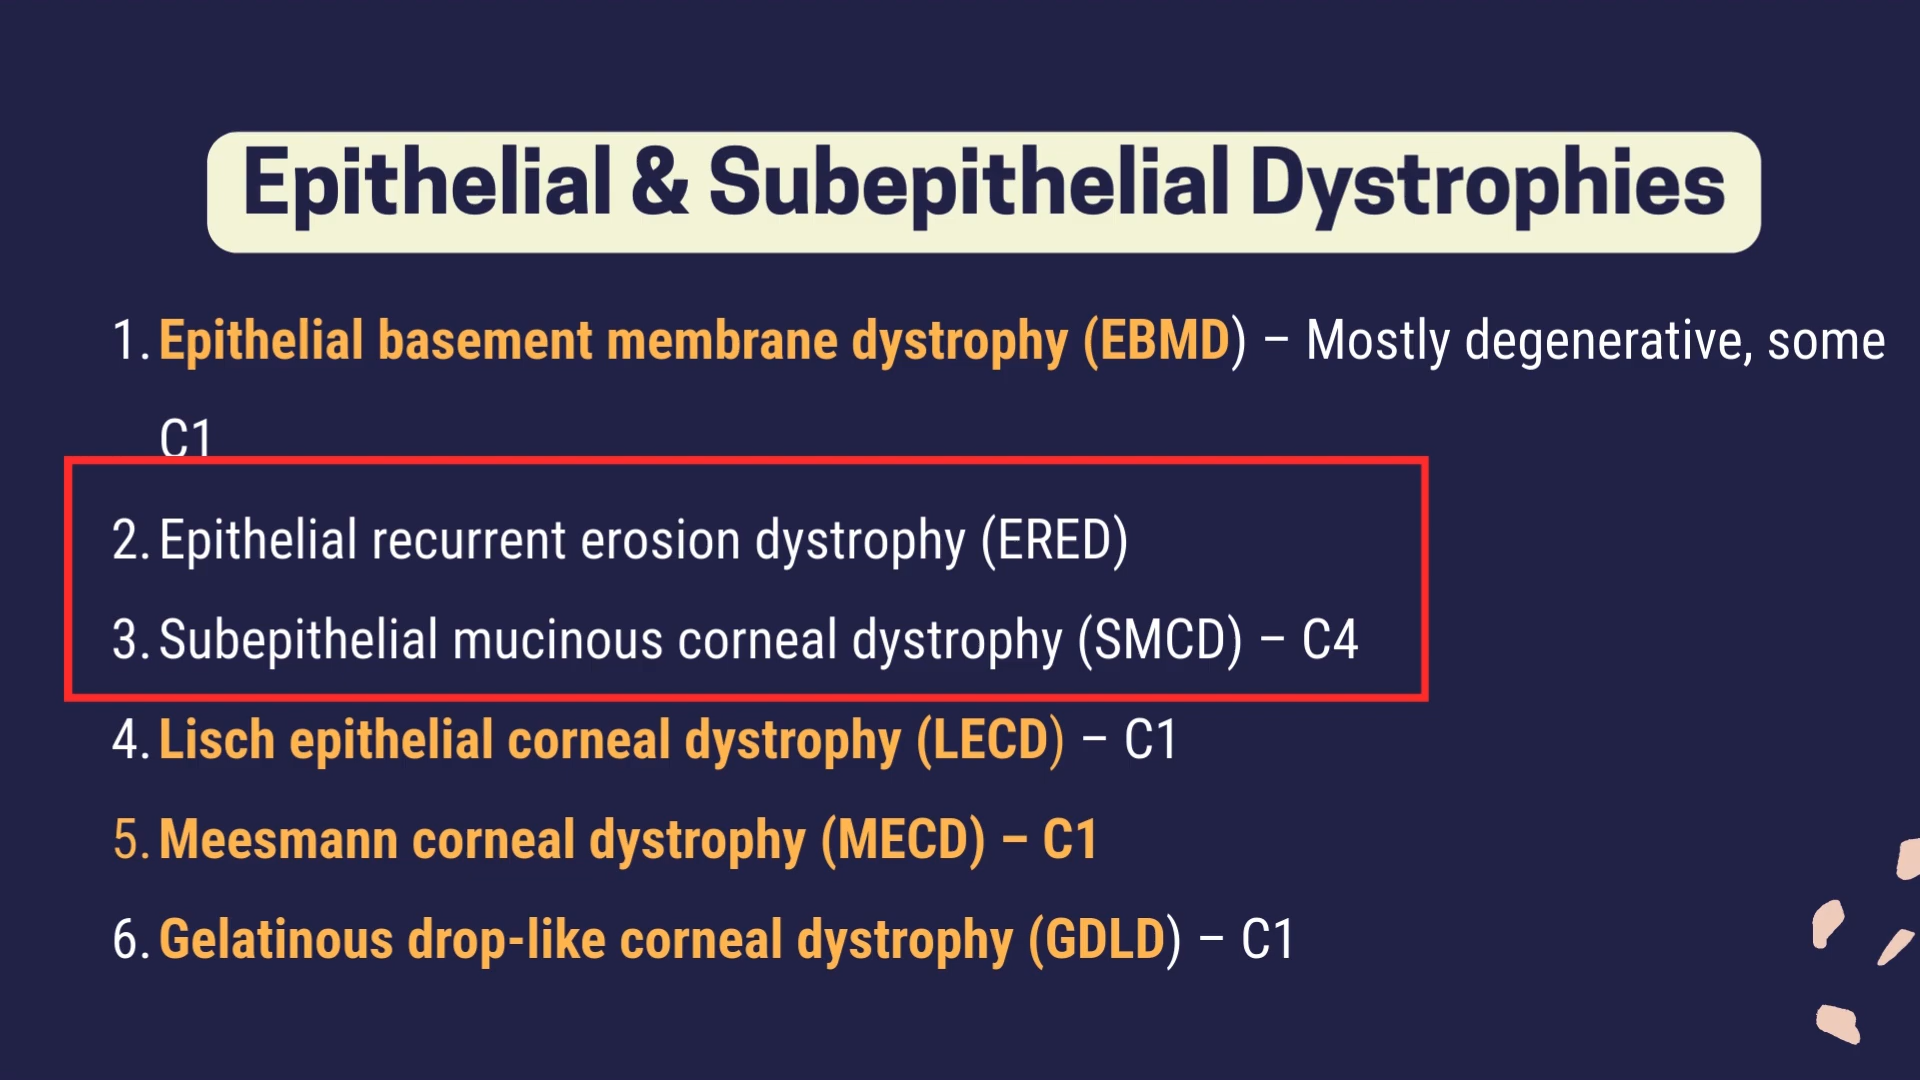 Epithelial & Subepithelial Dystrophies
1. Epithelial basement membrane dystrophy (EBMD) – Mostly degenerative, some
C1
2. Epithelial recurrent erosion dystrophy (ERED)
3. Subepithelial mucinous corneal dystrophy (SMCD) – C4
4. Lisch epithelial corneal dystrophy (LECD) – C1
5. Meesmann corneal dystrophy (MECD) – C1
6. Gelatinous drop-like corneal dystrophy (GDLD) – C1